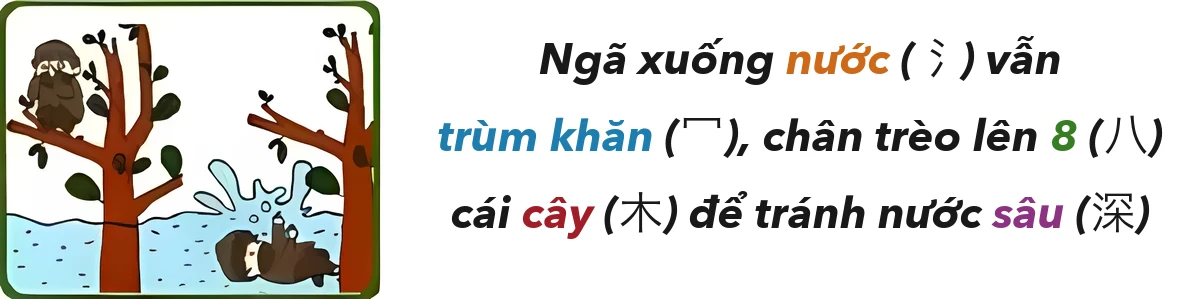 Ngã xuống nước (氵) vẫn
trùm khăn (冖), chân trèo lên 8 (八)
cái cây (木) để tránh nước sâu (深)